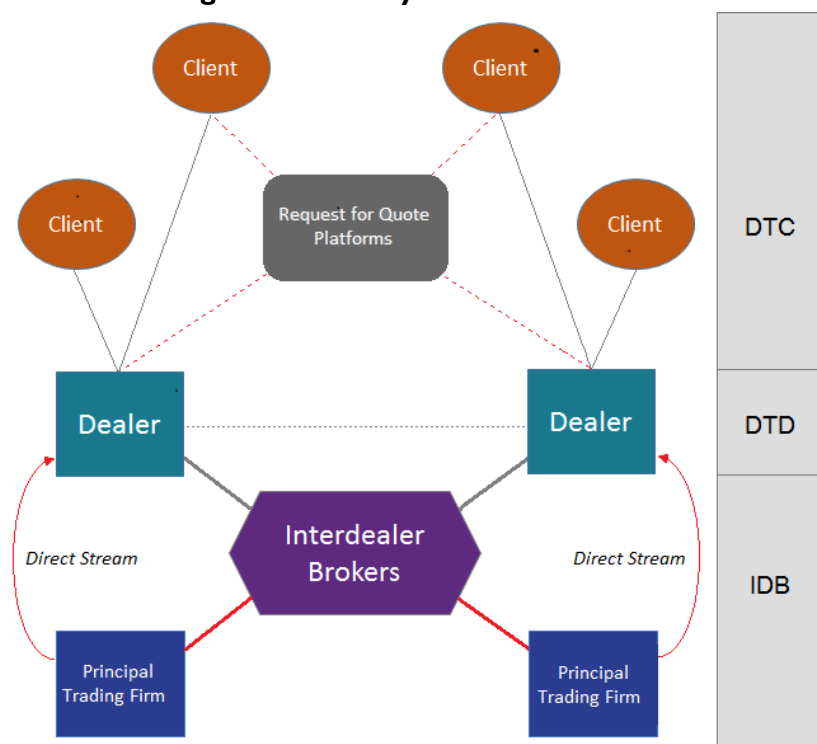 Client
Client
Request for Quote
Platforms
Client
Client
DTC
Dealer
Dealer
DTD
Interdealer
Brokers
Direct Stream
Direct Stream
IDB
Principal
Trading Firm
Principal
Trading Firm